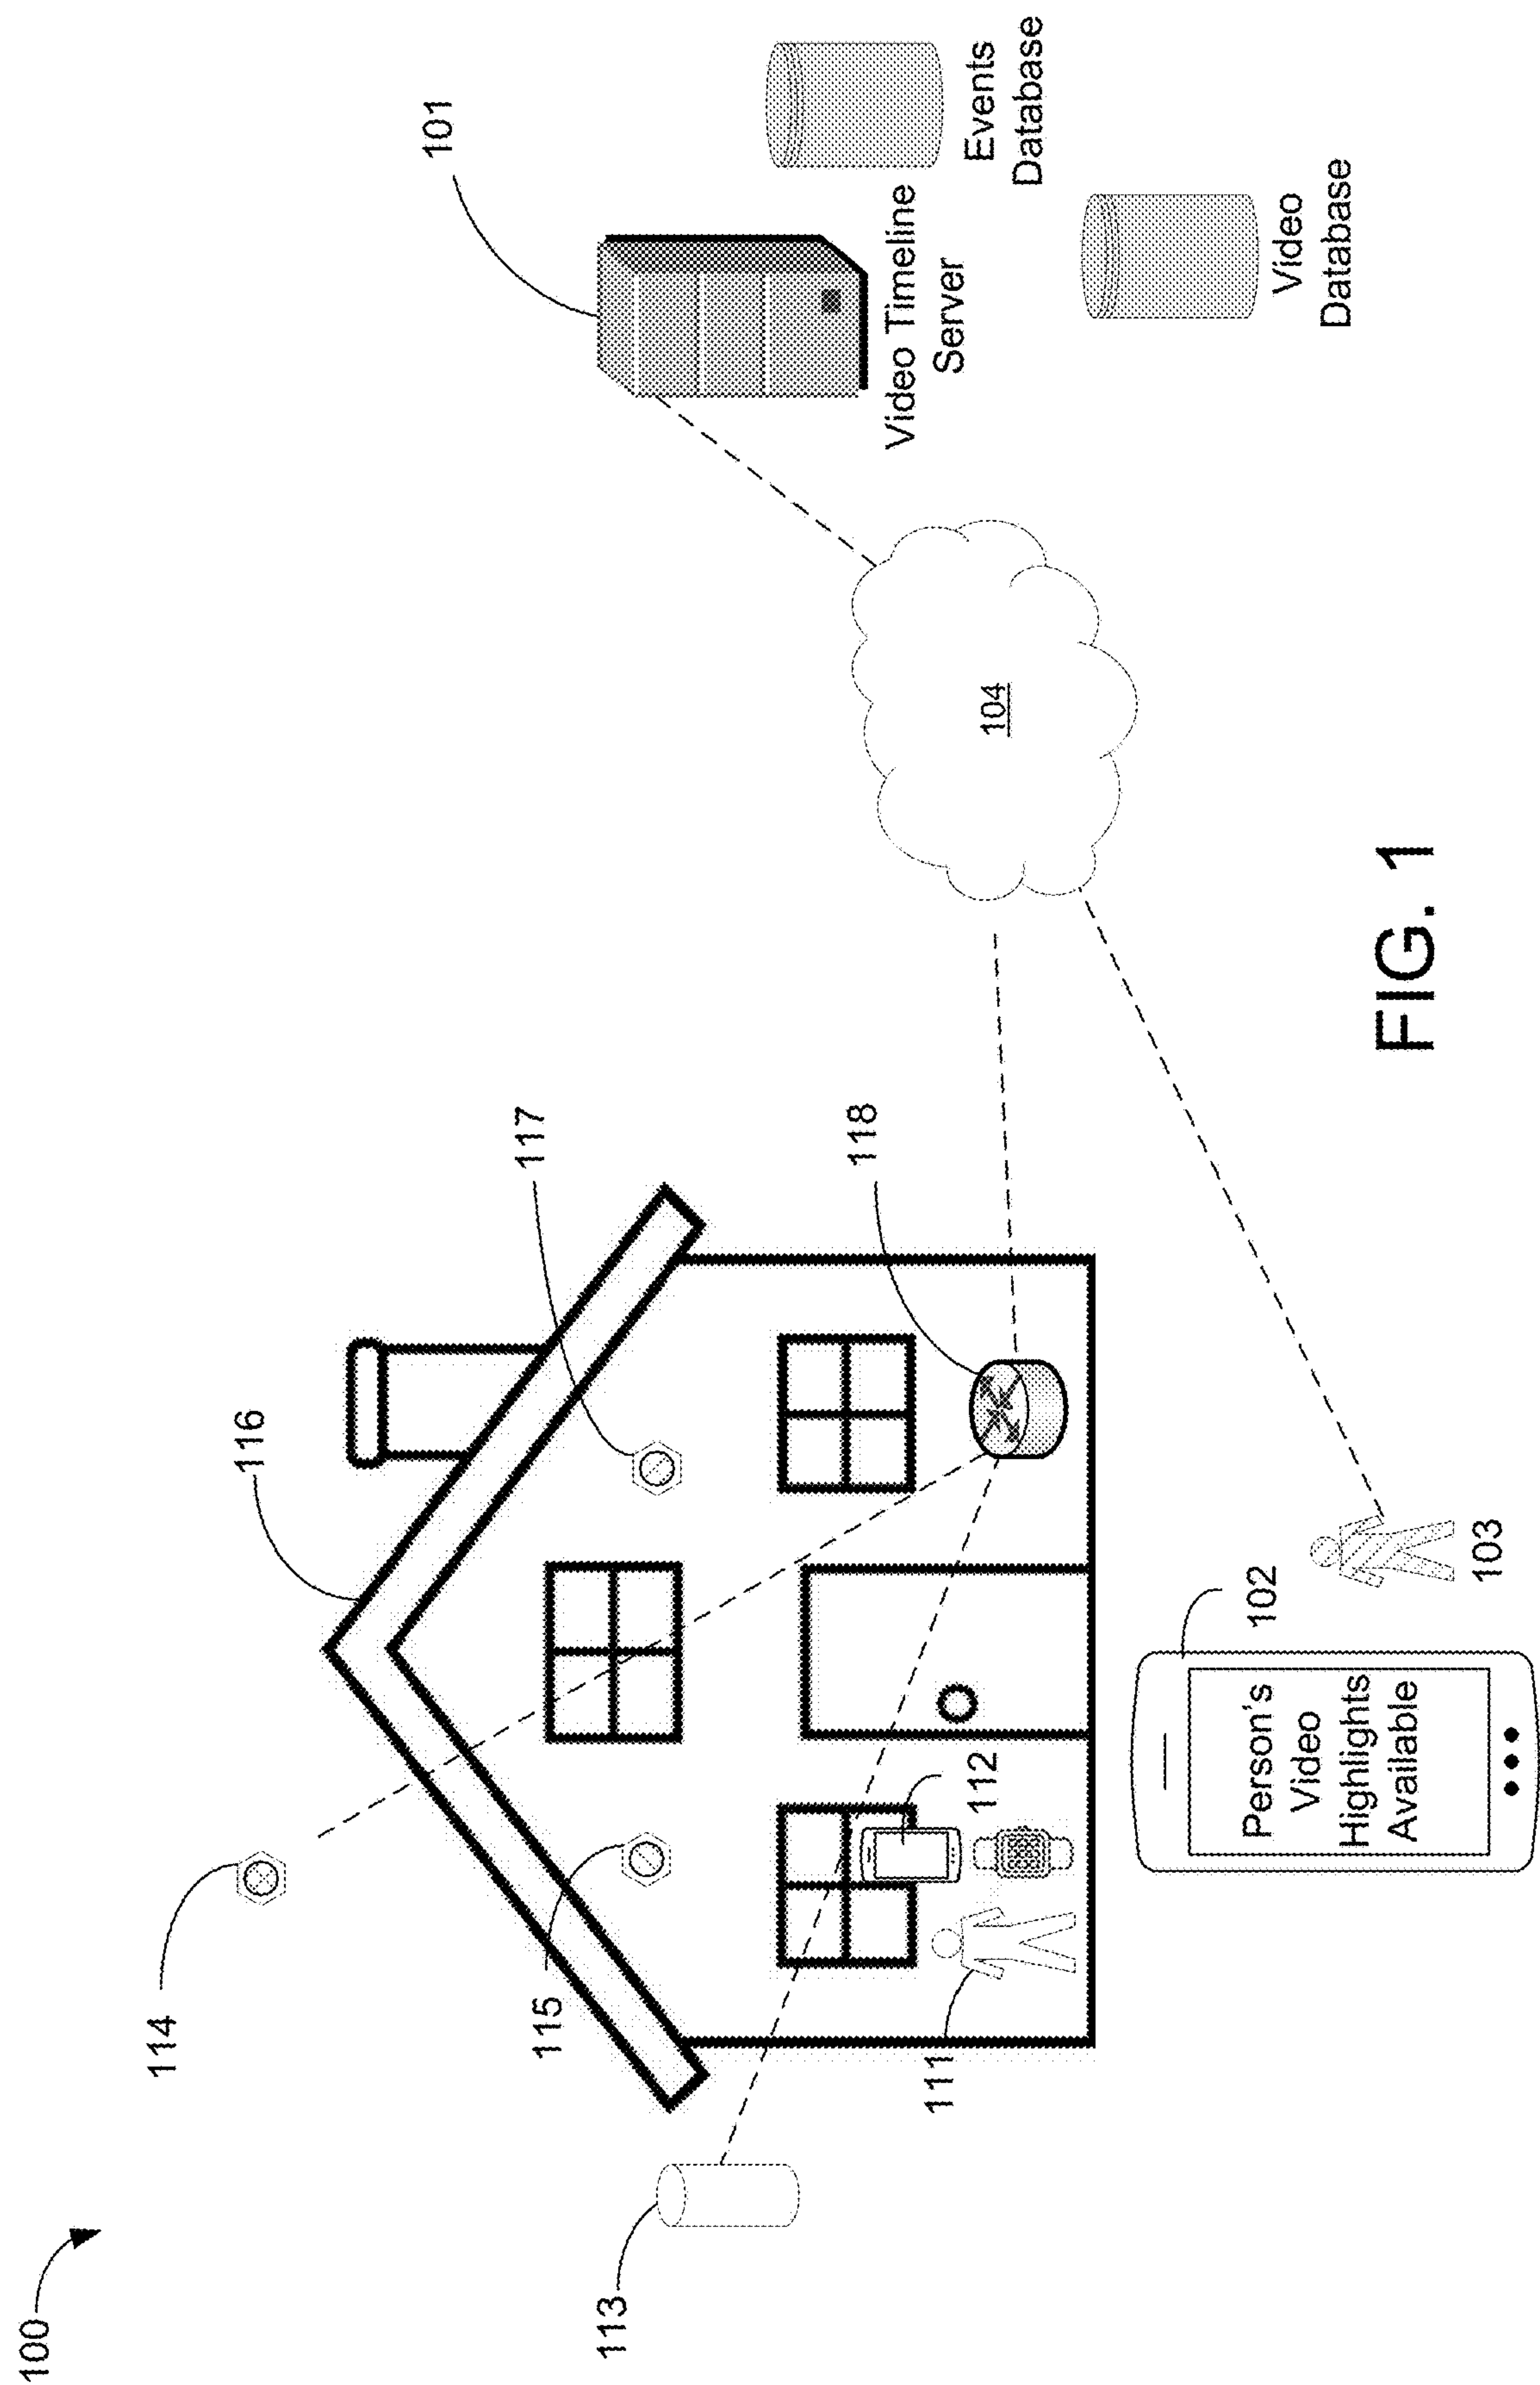 100
114
116
117
101
113
115
118
111
112
104
Video Timeline
Server
Events
Database
Video
Database
102
Person's
Video
Highlights
Available
103
FIG. 1